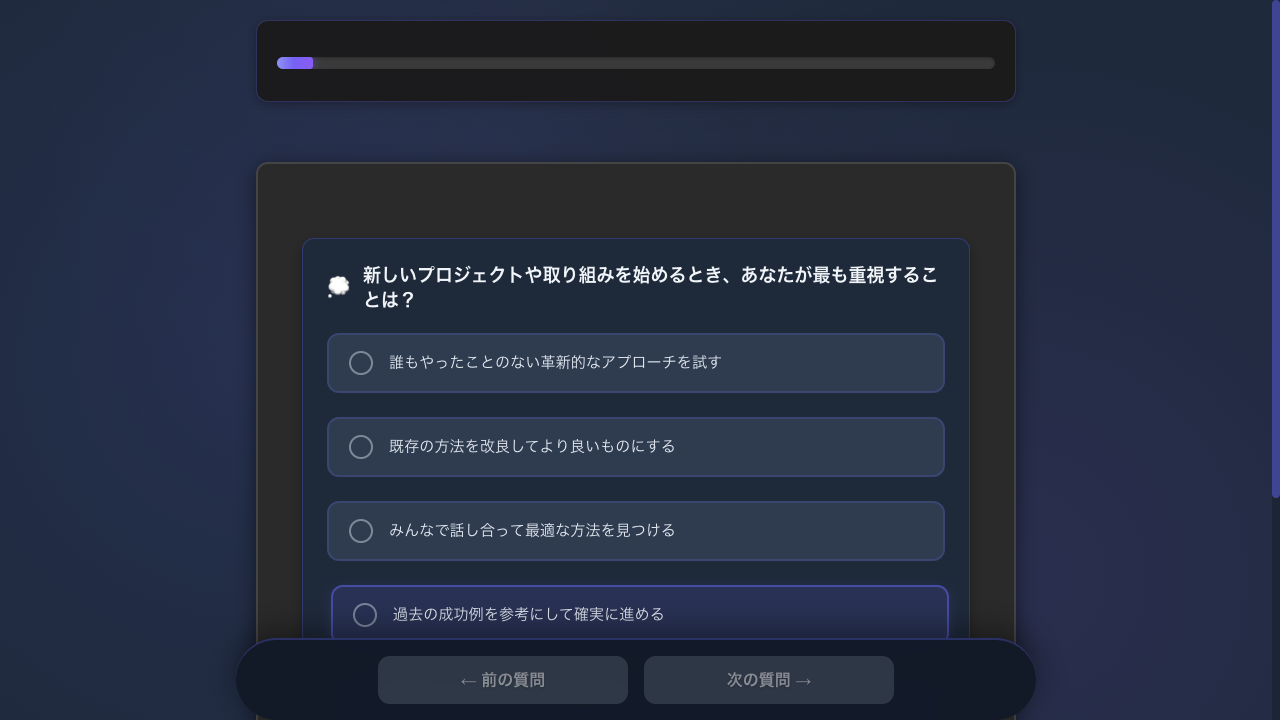 新しいプロジェクトや取り組みを始めるとき、あなたが最も重視するこ
とは？
誰もやったことのない革新的なアプローチを試す
既存の方法を改良してより良いものにする
みんなで話し合って最適な方法を見つける
過去の成功例を参考にして確実に進める
← 前の質問
次の質問 →